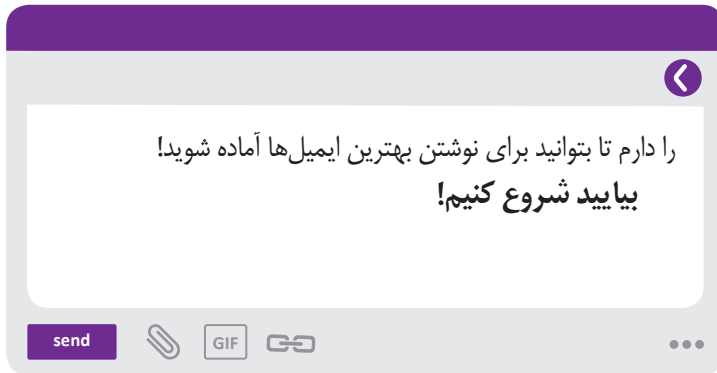 را دارم تا بتوانید برای نوشتن بهترین ایمیل‌ها آماده شوید!
بیایید شروع کنیم!
send
GIF